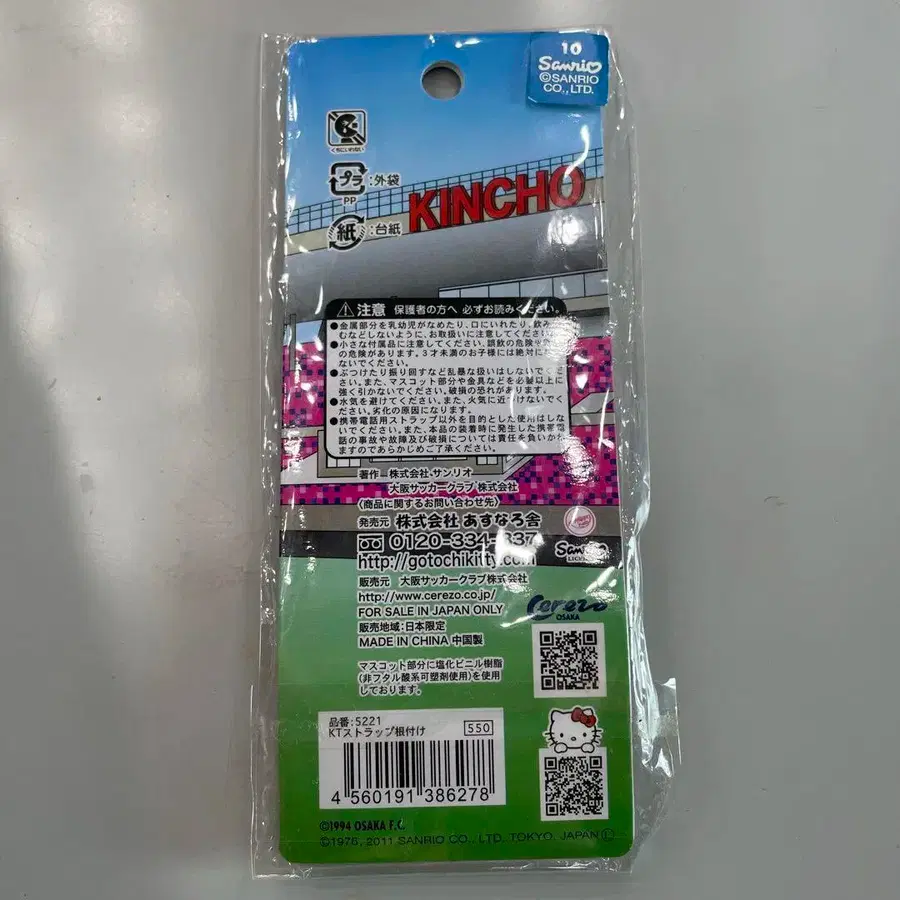 10
Sanrio
©SANRIO
CO., LTD.
くちにいれない
プラ
:外袋
PP
紙
:台紙
KINCHO
注意 保護者の方へ 必ずお読みください。
●金属部分を乳幼児がなめたり、口にいれたり、飲み
むなどしないように、お取扱いに注意してください。
●小さな付属品に注意してください。誤飲の危険や
の危険があります。3才未満のお子様には絶対に
ないでください。
●ぶつけたり振り回すなど乱暴な扱いはしないでくだ
さい。また、マスコット部分や金具などを必要以上に
強く引かないでください。破損の恐れがあります。
●水気を避けてください。また、火気に近づけないでく
ださい。劣化の原因になります。
●携帯電話用ストラップ以外を目的とした使用はしな
いでください。また、本品の装着時に発生した携帯電
話の事故や故障及び破損については責任を負いかね
ますのであらかじめご了承ください。
著作 株式会社 サンリオ
大阪サッカークラブ 株式会社
〈商品に関するお問い合わせ先〉
発売元 株式会社 あすなろ舎
0120-334-337
http://gotochikitty.com
販売元 大阪サッカークラブ株式会社
http://www.cerezo.co.jp/
FOR SALE IN JAPAN ONLY
販売地域:日本限定
MADE IN CHINA 中国製
Sanrio
Cerezo
OSAKA
マスコット部分に塩化ビニル樹脂
(非フタル酸系可塑剤使用)を使用
しております。
品番:5221
KTストラップ根付け
550
4 560191 386278
©1994 OSAKA F.C.
©1976, 2011 SANRIO CO., LTD. TOKYO, JAPAN Ⓛ